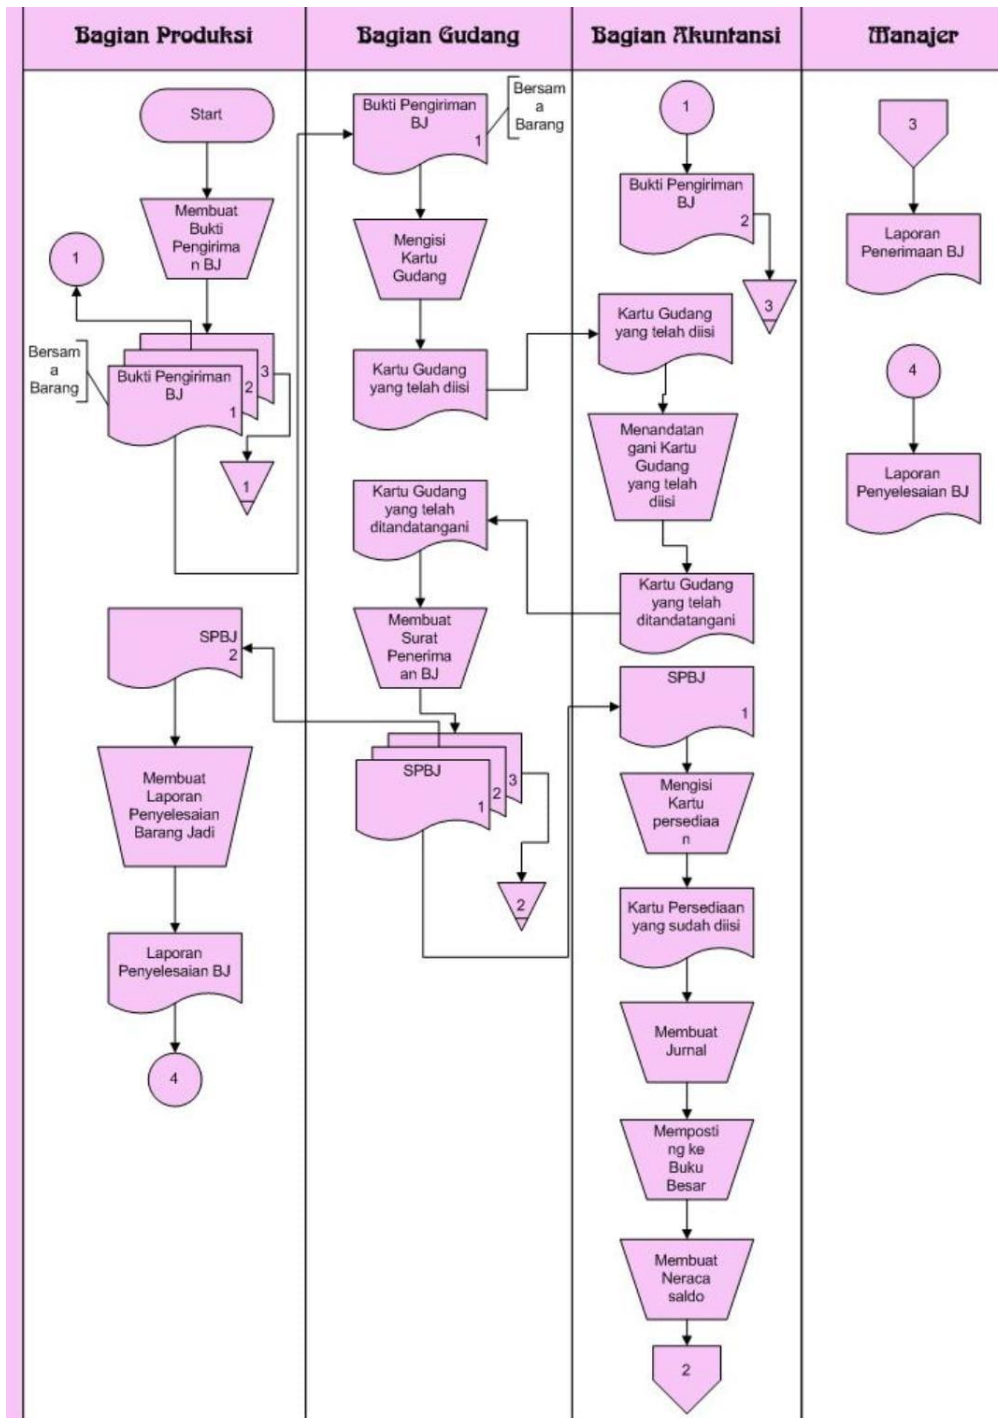 Bagian Produksi
Bagian Gudang
Bagian Akuntansi
Manajer
Start
Membuat
Bukti
Pengirima
n BJ
1
Bersam
a
Barang
Bukti Pengiriman
BJ
1
2
3
1
SPBJ
2
Membuat
Laporan
Penyelesaian
Barang Jadi
Laporan
Penyelesaian BJ
4
Bukti Pengiriman
BJ
1
Bersam
a
Barang
Mengisi
Kartu
Gudang
Kartu Gudang
yang telah diisi
Kartu Gudang
yang telah
ditandatangani
Membuat
Surat
Penerima
an BJ
SPBJ
1
2
3
2
1
Bukti Pengiriman
BJ
2
3
Kartu Gudang
yang telah diisi
Menandatan
gani Kartu
Gudang
yang telah
diisi
Kartu Gudang
yang telah
ditandatangani
SPBJ
1
Mengisi
Kartu
persediaa
n
Kartu Persediaan
yang sudah diisi
Membuat
Jurnal
Memposti
ng ke
Buku
Besar
Membuat
Neraca
saldo
2
3
Laporan
Penerimaan BJ
4
Laporan
Penyelesaian BJ